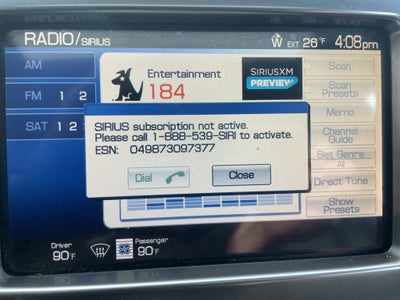 RADIO/SIRIUS W EXT 26°F 4:08pm
AM
FM 1 2
SAT 1 2
Entertainment
184
SIRIUSXM
PREVIEW
Scan
Scan
Presets
Memo
Channel
Guide
Set Genre
All
Direct Tune
Show
Presets
SIRIUS subscription not active.
Please call 1-888-539-SIRI to activate.
ESN: 049873097377
Dial
Close
Driver
90°F
Passenger
90°F